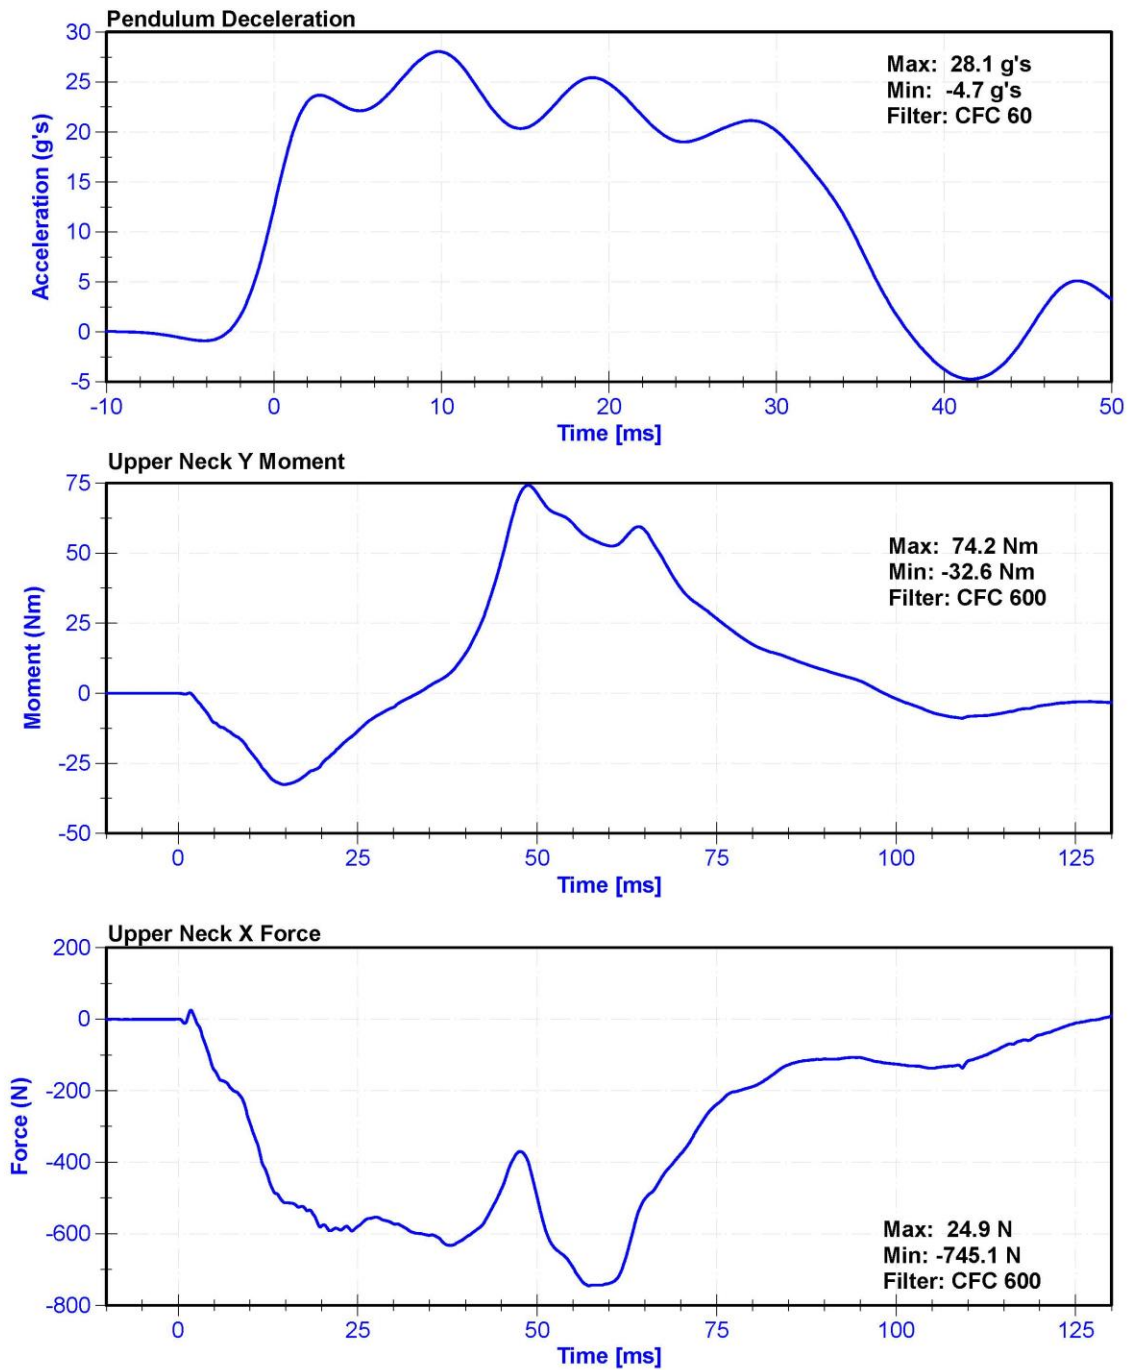 Pendulum Deceleration
30
25
20
15
10
5
0
-5
Acceleration (g's)
Max: 28.1 g's
Min: -4.7 g's
Filter: CFC 60
-10 0 10 20 30 40 50
Time [ms]
Upper Neck Y Moment
75
50
25
0
-25
-50
Moment (Nm)
Max: 74.2 Nm
Min: -32.6 Nm
Filter: CFC 600
0 25 50 75 100 125
Time [ms]
Upper Neck X Force
200
0
-200
-400
-600
-800
Force (N)
Max: 24.9 N
Min: -745.1 N
Filter: CFC 600
0 25 50 75 100 125
Time [ms]